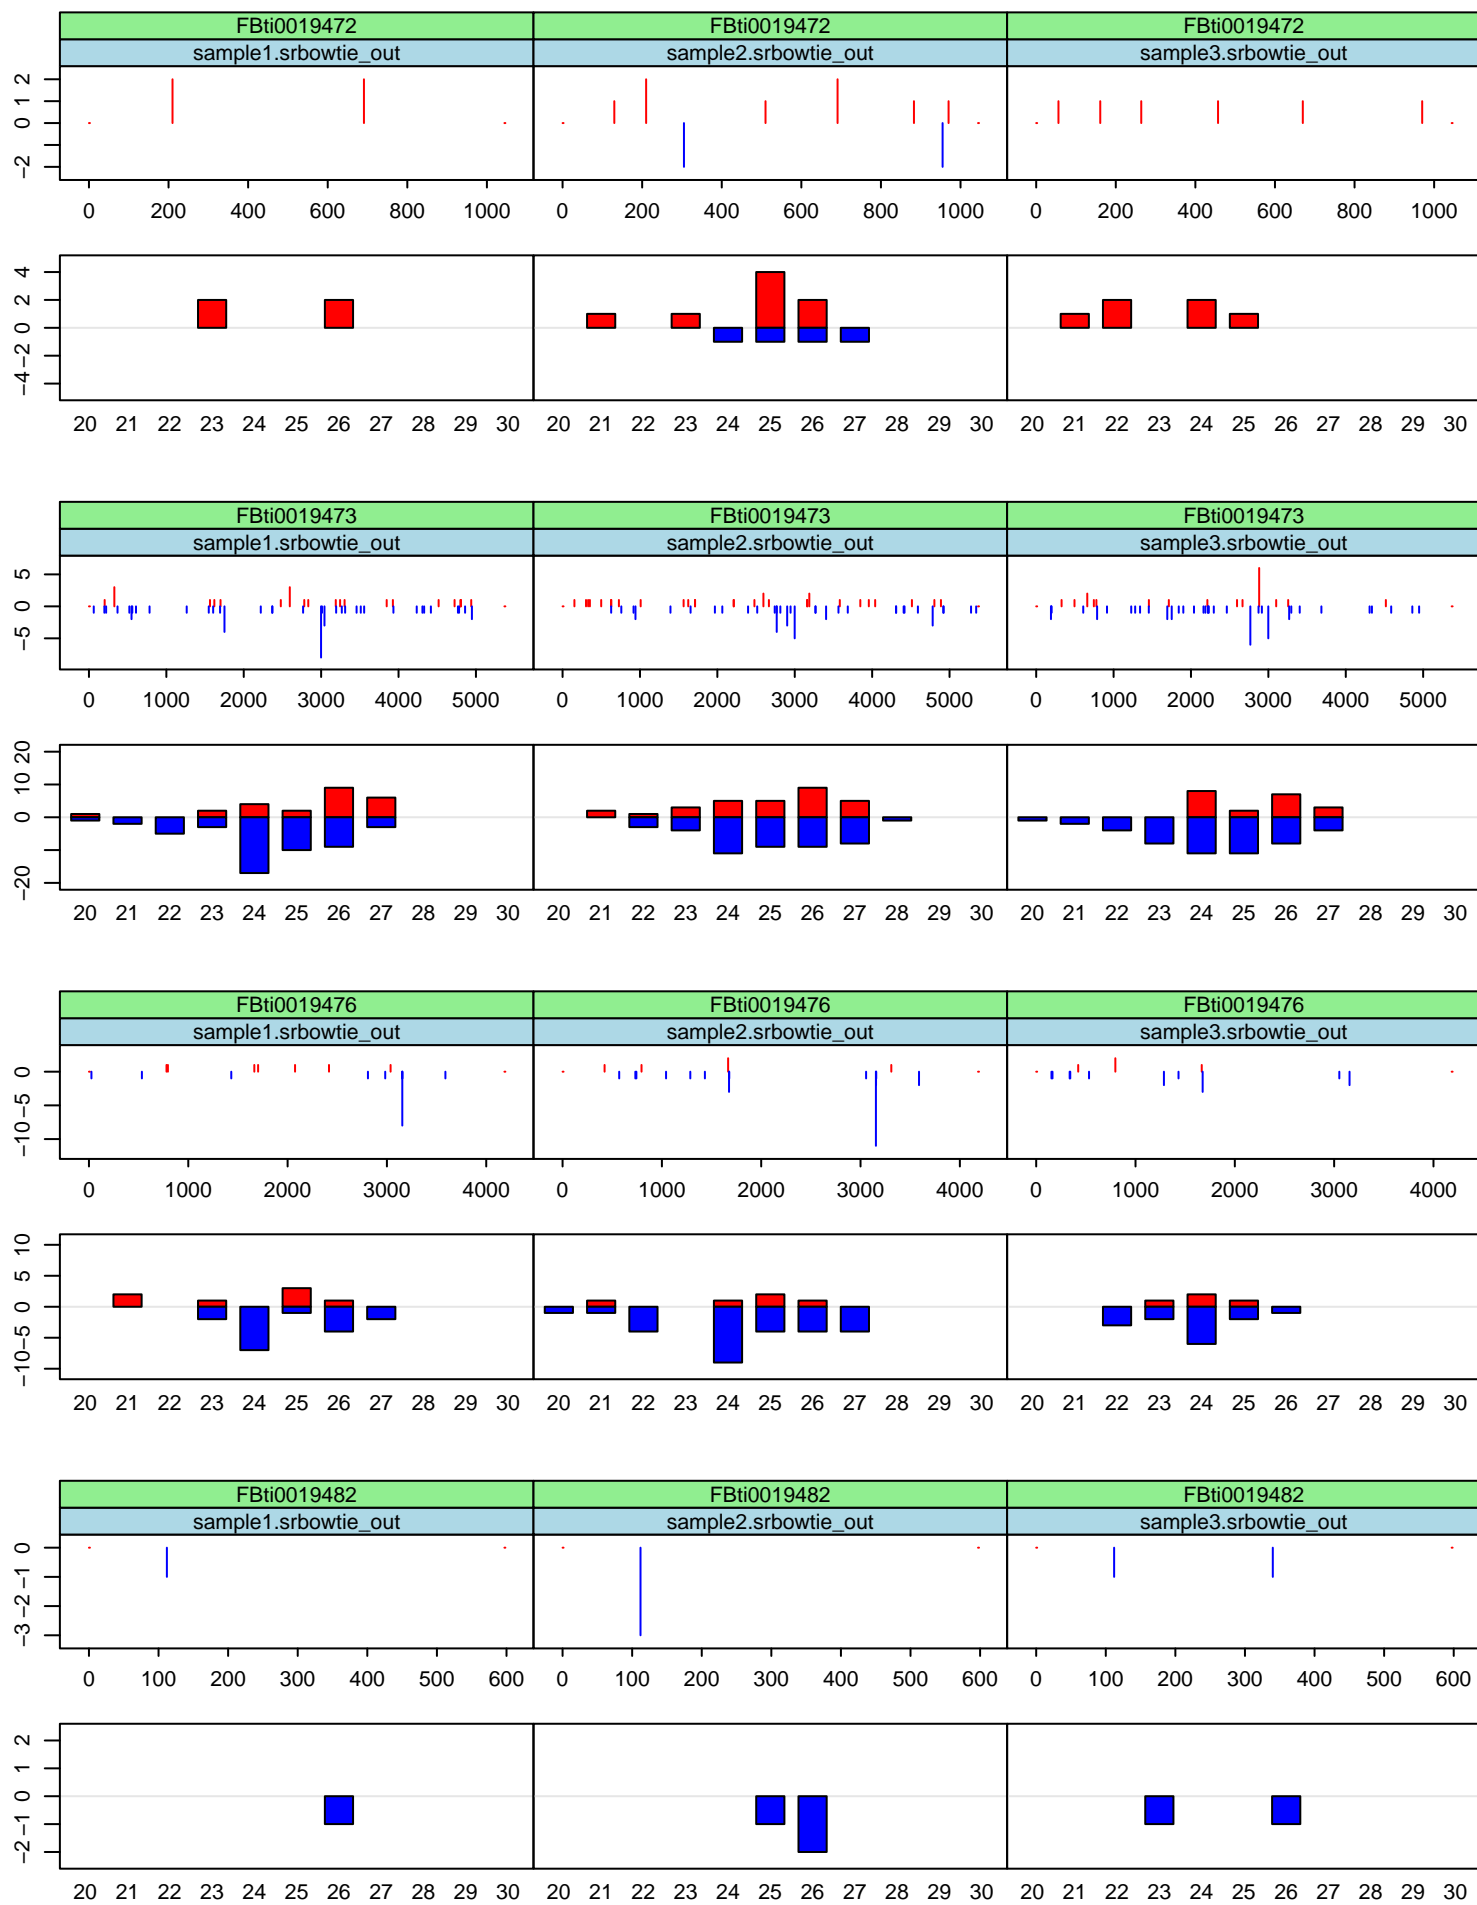 FBti0019472 FBti0019472 FBti0019472
sample1.srbowtie_out sample2.srbowtie_out sample3.srbowtie_out
2
1
0
−2
0 200 400 600 800 1000 0 200 400 600 800 1000 0 200 400 600 800 1000
4
2
0
−2
−4
20 21 22 23 24 25 26 27 28 29 30 20 21 22 23 24 25 26 27 28 29 30 20 21 22 23 24 25 26 27 28 29 30
FBti0019473 FBti0019473 FBti0019473
sample1.srbowtie_out sample2.srbowtie_out sample3.srbowtie_out
5
0
−5
0 1000 2000 3000 4000 5000 0 1000 2000 3000 4000 5000 0 1000 2000 3000 4000 5000
20
10
0
−20
20 21 22 23 24 25 26 27 28 29 30 20 21 22 23 24 25 26 27 28 29 30 20 21 22 23 24 25 26 27 28 29 30
FBti0019476 FBti0019476 FBti0019476
sample1.srbowtie_out sample2.srbowtie_out sample3.srbowtie_out
0
−5
−10
0 1000 2000 3000 4000 0 1000 2000 3000 4000 0 1000 2000 3000 4000
10
5
0
−5
−10
20 21 22 23 24 25 26 27 28 29 30 20 21 22 23 24 25 26 27 28 29 30 20 21 22 23 24 25 26 27 28 29 30
FBti0019482 FBti0019482 FBti0019482
sample1.srbowtie_out sample2.srbowtie_out sample3.srbowtie_out
0
−1
−2
−3
0 100 200 300 400 500 600 0 100 200 300 400 500 600 0 100 200 300 400 500 600
2
1
0
−1
−2
20 21 22 23 24 25 26 27 28 29 30 20 21 22 23 24 25 26 27 28 29 30 20 21 22 23 24 25 26 27 28 29 30